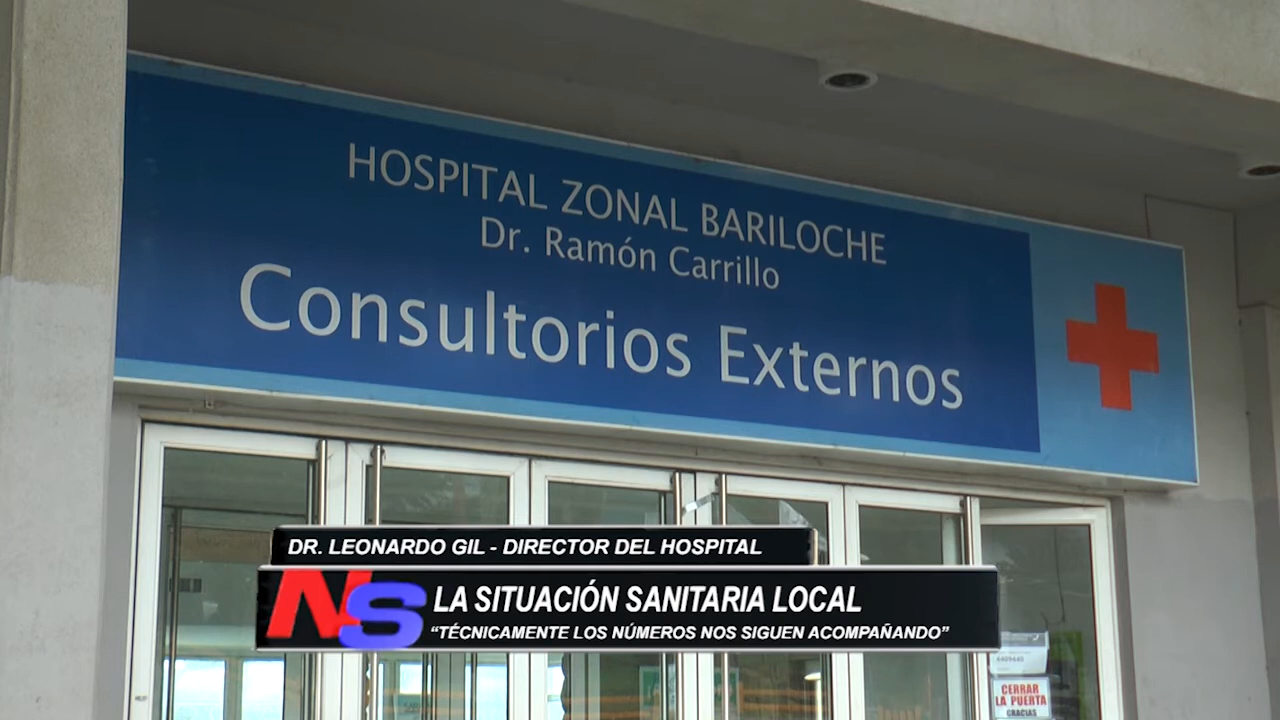 HOSPITAL ZONAL BARILOCHE
Dr. Ramón Carrillo
Consultorios Externos
DR. LEONARDO GIL - DIRECTOR DEL HOSPITAL
NS
LA SITUACIÓN SANITARIA LOCAL
“TÉCNICAMENTE LOS NÚMEROS NOS SIGUEN ACOMPAÑANDO”
CERRAR
LA PUERTA
GRACIAS